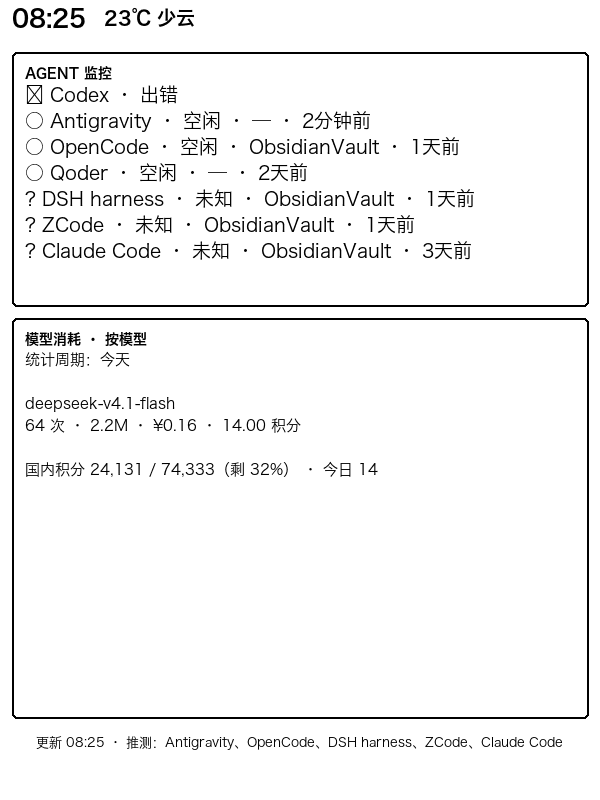 08:25 23℃ 少云
AGENT 监控
☒ Codex · 出错
○ Antigravity · 空闲 · — · 2分钟前
○ OpenCode · 空闲 · ObsidianVault · 1天前
○ Qoder · 空闲 · — · 2天前
? DSH harness · 未知 · ObsidianVault · 1天前
? ZCode · 未知 · ObsidianVault · 1天前
? Claude Code · 未知 · ObsidianVault · 3天前
模型消耗 · 按模型
统计周期：今天
deepseek-v4.1-flash
64 次 · 2.2M · ¥0.16 · 14.00 积分
国内积分 24,131 / 74,333（剩 32%） · 今日 14
更新 08:25 · 推测：Antigravity、OpenCode、DSH harness、ZCode、Claude Code